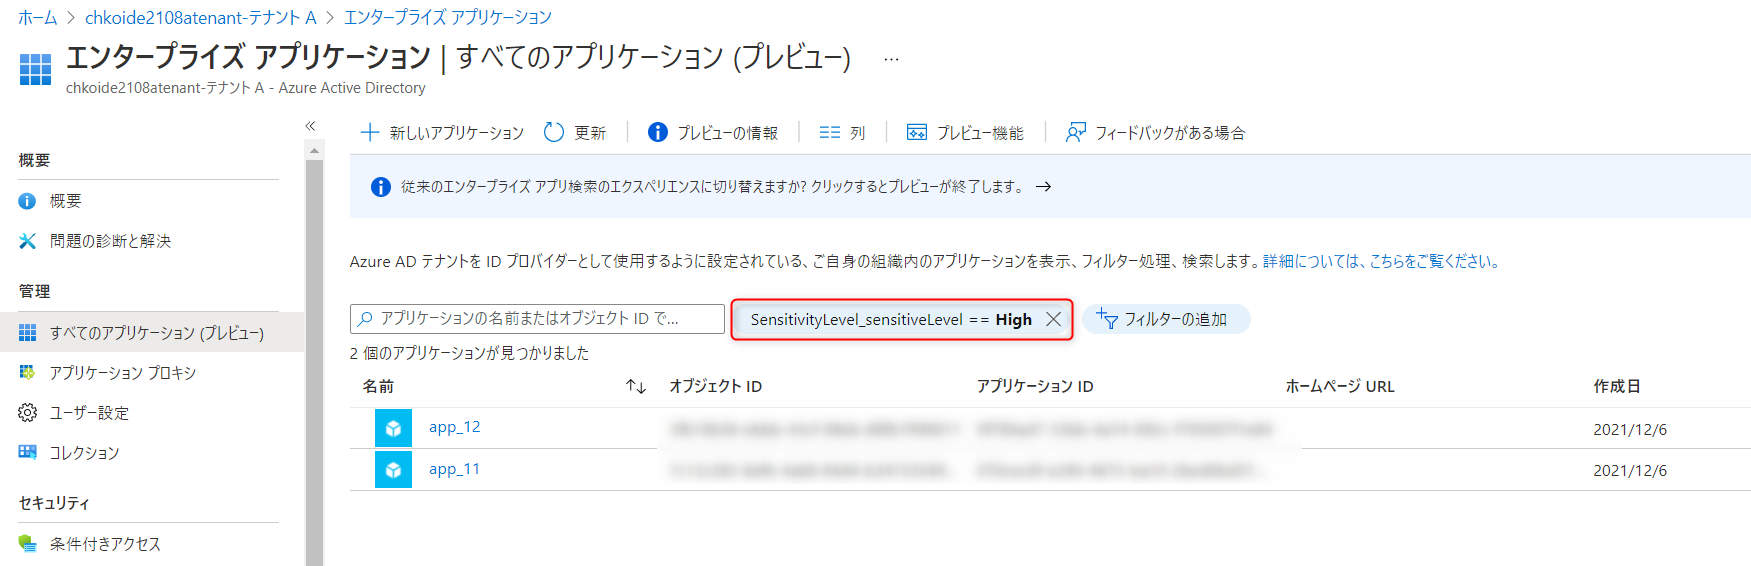 ホーム > chkoide2108atenant-テナント A > エンタープライズ アプリケーション
エンタープライズ アプリケーション | すべてのアプリケーション (プレビュー) ...
chkoide2108atenant-テナント A - Azure Active Directory
«
概要
概要
問題の診断と解決
管理
すべてのアプリケーション (プレビュー)
アプリケーション プロキシ
ユーザー設定
コレクション
セキュリティ
条件付きアクセス
新しいアプリケーション 更新 プレビューの情報 列 プレビュー機能 フィードバックがある場合
従来のエンタープライズ アプリ検索のエクスペリエンスに切り替えますか? クリックするとプレビューが終了します。 →
Azure AD テナントを ID プロバイダーとして使用するように設定されている、ご自身の組織内のアプリケーションを表示、フィルター処理、検索します。詳細については、こちらをご覧ください。
アプリケーションの名前またはオブジェクト ID で... SensitivityLevel_sensitiveLevel == High フィルターの追加
2 個のアプリケーションが見つかりました
名前 ↑↓ オブジェクト ID アプリケーション ID ホームページ URL 作成日
app_12 2021/12/6
app_11 2021/12/6